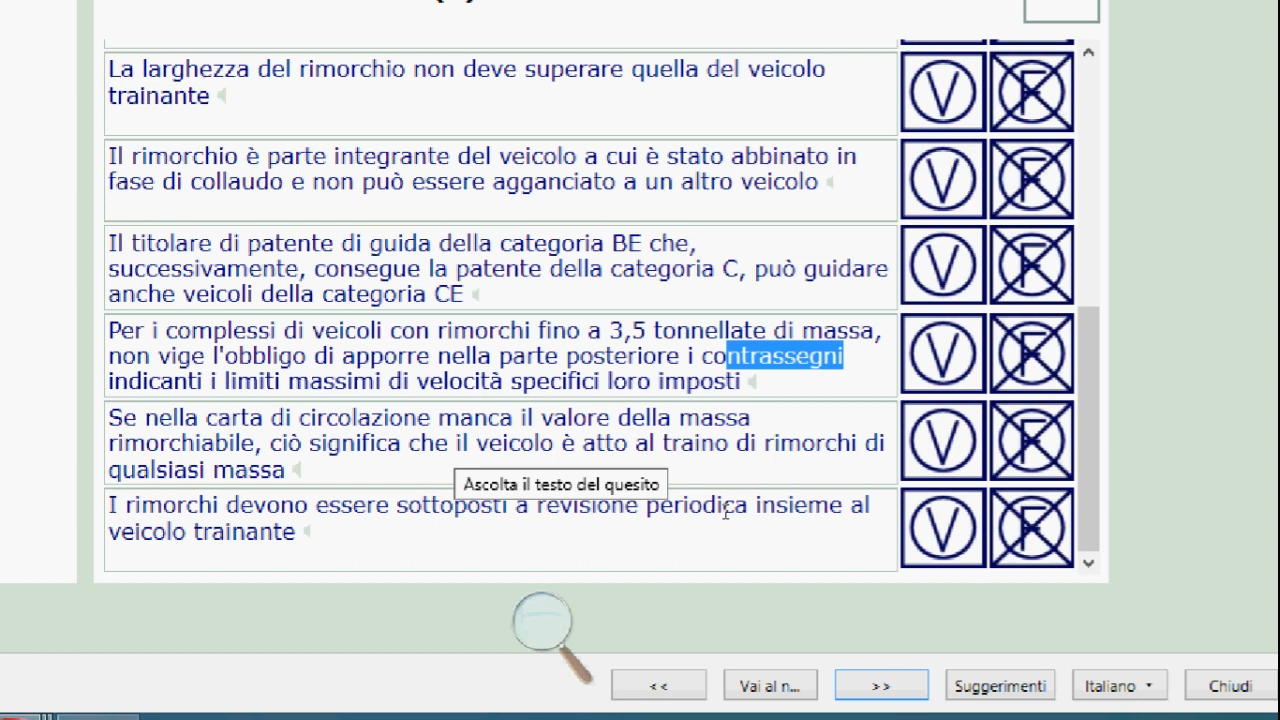 La larghezza del rimorchio non deve superare quella del veicolo
trainante
V F
Il rimorchio è parte integrante del veicolo a cui è stato abbinato in
fase di collaudo e non può essere agganciato a un altro veicolo
V F
Il titolare di patente di guida della categoria BE che,
successivamente, consegue la patente della categoria C, può guidare
anche veicoli della categoria CE
V F
Per i complessi di veicoli con rimorchi fino a 3,5 tonnellate di massa,
non vige l'obbligo di apporre nella parte posteriore i contrassegni
indicanti i limiti massimi di velocità specifici loro imposti
V F
Se nella carta di circolazione manca il valore della massa
rimorchiabile, ciò significa che il veicolo è atto al traino di rimorchi di
qualsiasi massa
V F
Ascolta il testo del quesito
I rimorchi devono essere sottoposti a revisione periodica insieme al
veicolo trainante
V F
<< Vai al n... >> Suggerimenti Italiano Chiudi